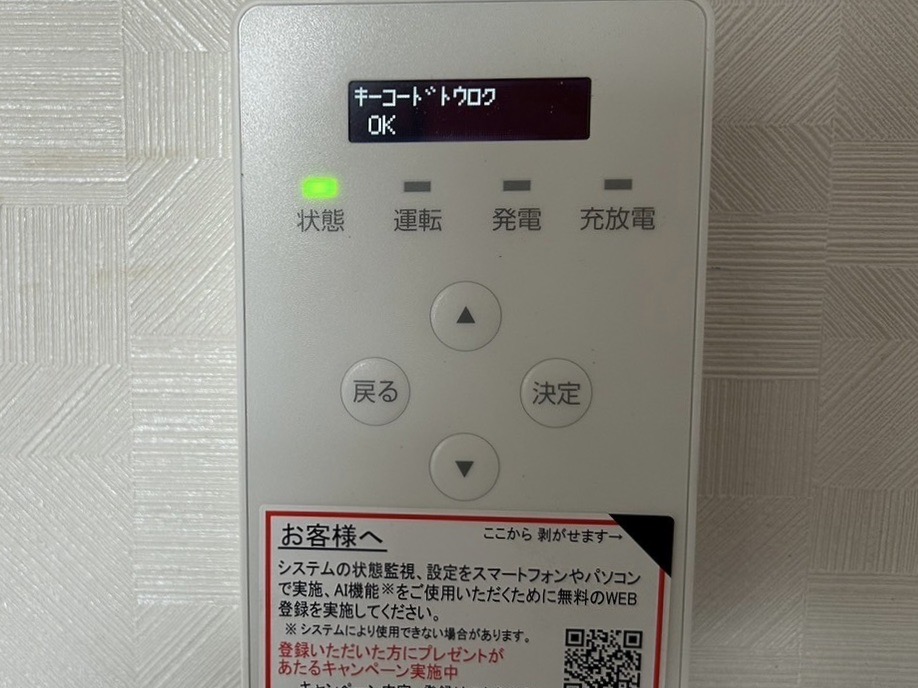 キーコードトウロク
OK
状態 運転 発電 充放電
▲
戻る 決定
▼
お客様へ ここから 剥がせます→
システムの状態監視、設定をスマートフォンやパソコン
で実施、AI機能※をご使用いただくために無料のWEB
登録を実施してください。
※ システムにより使用できない場合があります。
登録いただいた方にプレゼントが
あたるキャンペーン実施中